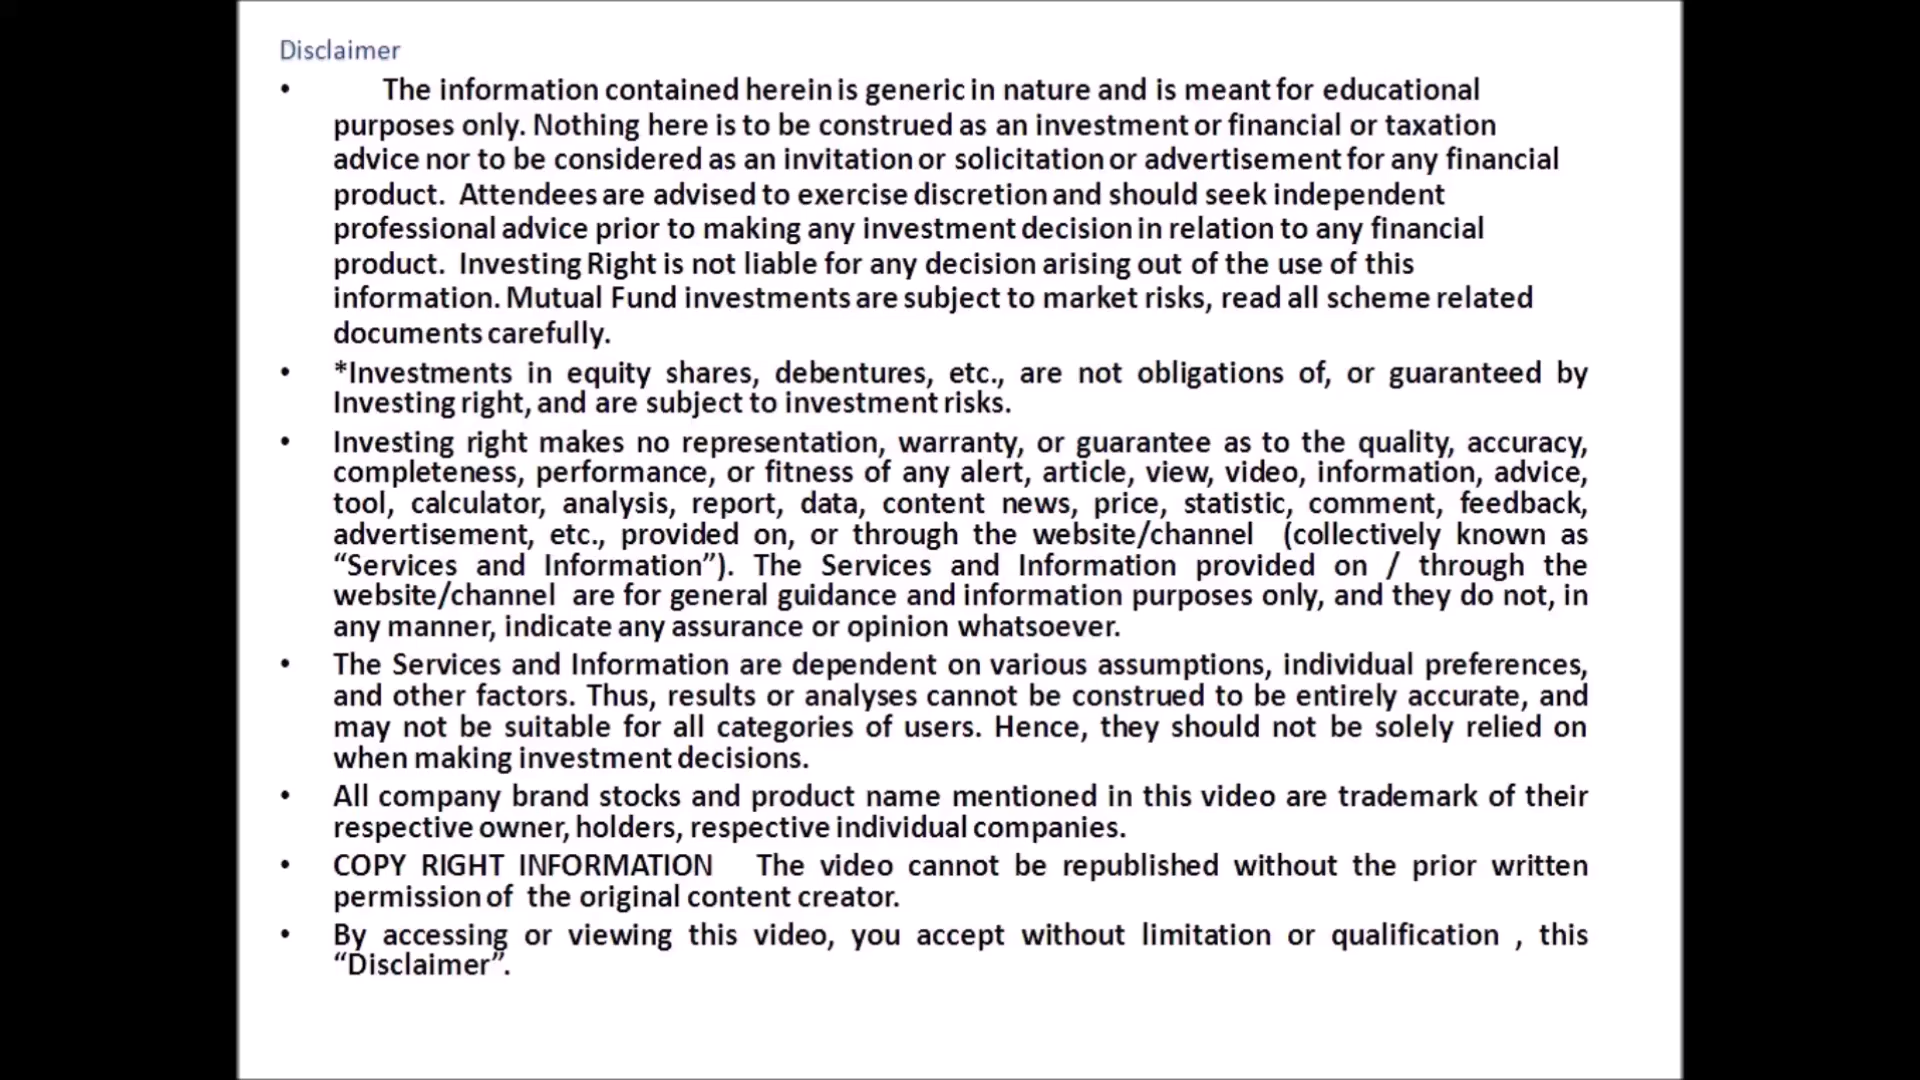 Disclaimer
• The information contained herein is generic in nature and is meant for educational
purposes only. Nothing here is to be construed as an investment or financial or taxation
advice nor to be considered as an invitation or solicitation or advertisement for any financial
product. Attendees are advised to exercise discretion and should seek independent
professional advice prior to making any investment decision in relation to any financial
product. Investing Right is not liable for any decision arising out of the use of this
information. Mutual Fund investments are subject to market risks, read all scheme related
documents carefully.
• *Investments in equity shares, debentures, etc., are not obligations of, or guaranteed by
Investing right, and are subject to investment risks.
• Investing right makes no representation, warranty, or guarantee as to the quality, accuracy,
completeness, performance, or fitness of any alert, article, view, video, information, advice,
tool, calculator, analysis, report, data, content news, price, statistic, comment, feedback,
advertisement, etc., provided on, or through the website/channel (collectively known as
“Services and Information”). The Services and Information provided on / through the
website/channel are for general guidance and information purposes only, and they do not, in
any manner, indicate any assurance or opinion whatsoever.
• The Services and Information are dependent on various assumptions, individual preferences,
and other factors. Thus, results or analyses cannot be construed to be entirely accurate, and
may not be suitable for all categories of users. Hence, they should not be solely relied on
when making investment decisions.
• All company brand stocks and product name mentioned in this video are trademark of their
respective owner, holders, respective individual companies.
• COPY RIGHT INFORMATION The video cannot be republished without the prior written
permission of the original content creator.
• By accessing or viewing this video, you accept without limitation or qualification , this
“Disclaimer”.